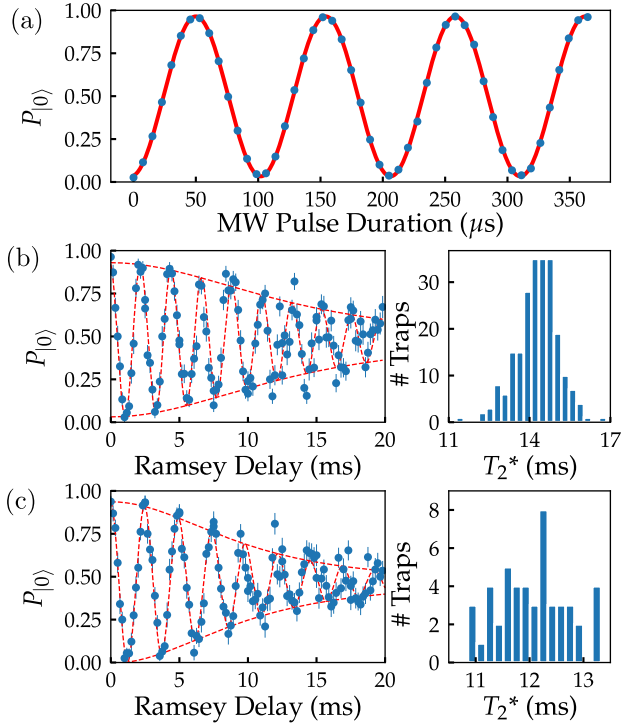 (a)
1.00
0.75
0.50
0.25
0.00
P|0⟩
0 50 100 150 200 250 300 350
MW Pulse Duration (μs)
(b)
1.00
0.75
0.50
0.25
0.00
P|0⟩
0 5 10 15 20
Ramsey Delay (ms)
30
20
10
0
# Traps
11 14 17
T2* (ms)
(c)
1.00
0.75
0.50
0.25
0.00
P|0⟩
0 5 10 15 20
Ramsey Delay (ms)
8
6
4
2
0
# Traps
11 12 13
T2* (ms)